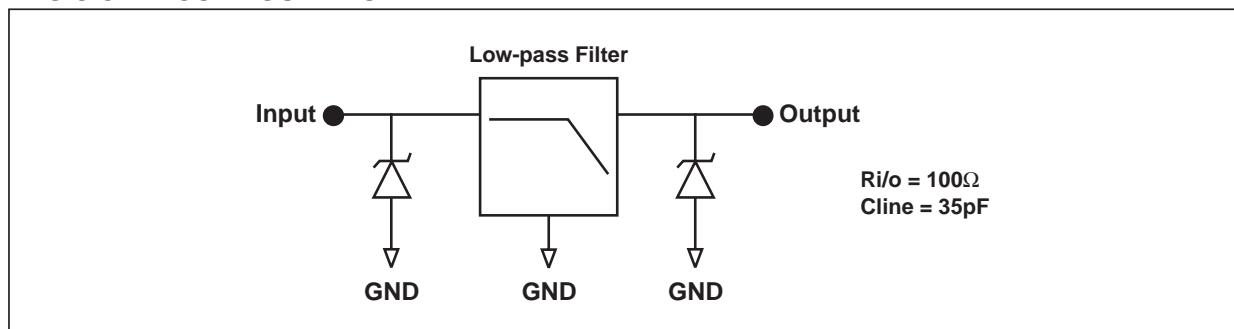 Low-pass Filter
Input
Output
Ri/o = 100Ω
Cline = 35pF
GND
GND
GND